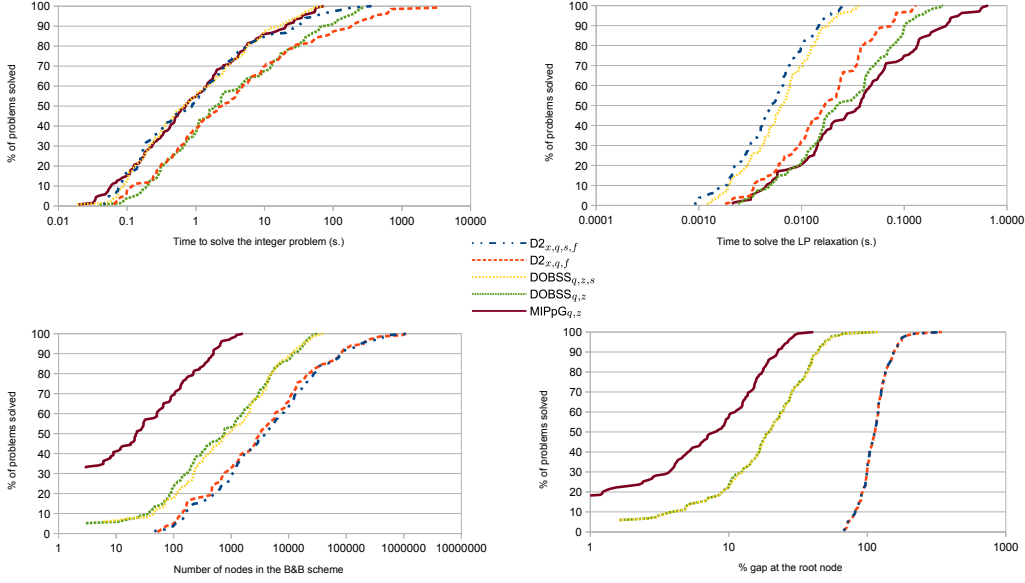 % of problems solved
100
90
80
70
60
50
40
30
20
10
0
0.01 0.1 1 10 100 1000 10000
Time to solve the integer problem (s.)
% of problems solved
100
90
80
70
60
50
40
30
20
10
0
0.0001 0.0010 0.0100 0.1000 1.0000
Time to solve the LP relaxation (s.)
D2x,q,s,f
D2x,q,f
DOBSSq,z,s
DOBSSq,z
MIPpGq,z
% of problems solved
100
90
80
70
60
50
40
30
20
10
0
1 10 100 1000 10000 100000 1000000 10000000
Number of nodes in the B&B scheme
% of problems solved
100
90
80
70
60
50
40
30
20
10
0
1 10 100 1000
% gap at the root node